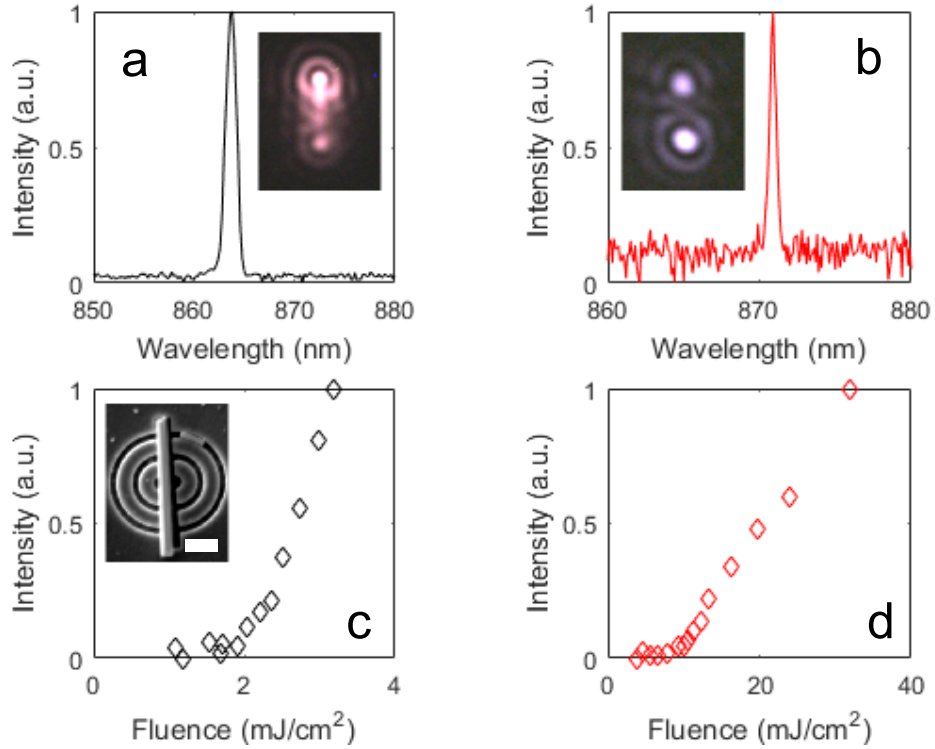 a
b
Intensity (a.u.)
1
0.5
0
850 860 870 880
Wavelength (nm)
Intensity (a.u.)
1
0.5
0
860 870 880
Wavelength (nm)
Intensity (a.u.)
1
0.5
0
c
0 2 4
Fluence (mJ/cm²)
Intensity (a.u.)
1
0.5
0
d
0 20 40
Fluence (mJ/cm²)